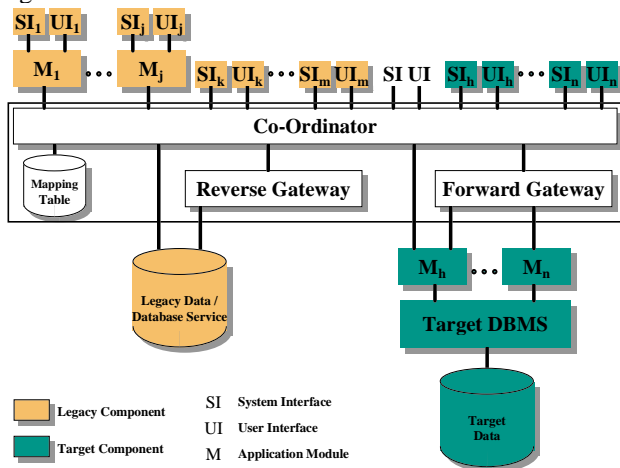 SI1 UI1 SIj UIj
M1 Mj SIk UIk SIm UIm SI UI SIh UIh SIn UIn
Co-Ordinator
Mapping
Table
Reverse Gateway
Forward Gateway
Mh Mn
Legacy Data /
Database Service
Target DBMS
Target
Data
Legacy Component
SI System Interface
UI User Interface
Target Component
M Application Module